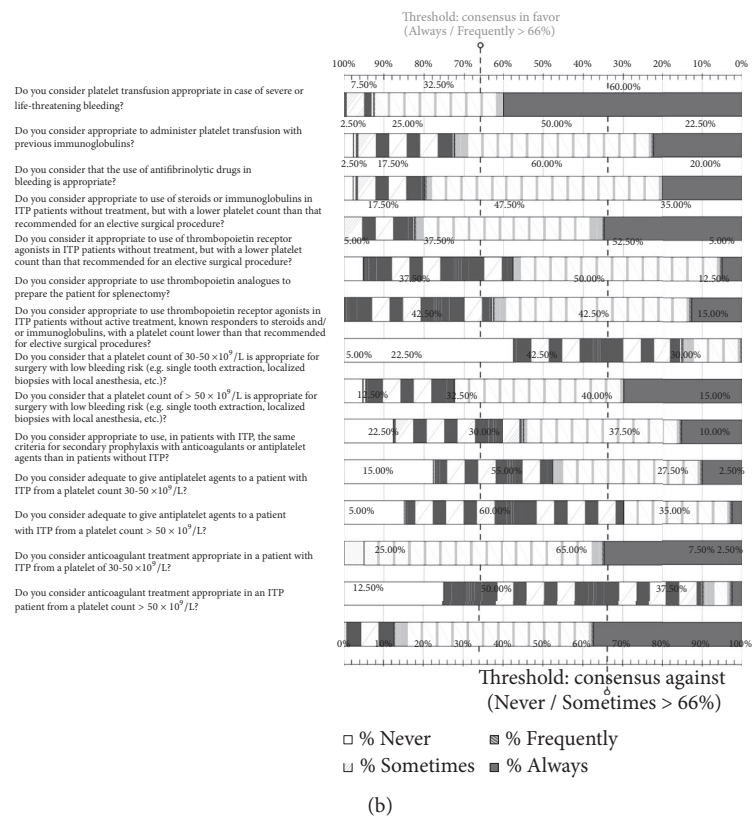 Threshold: consensus in favor
(Always / Frequently > 66%)
100% 90% 80% 70% 60% 50% 40% 30% 20% 10% 0%
7.50% 32.50% 60.00%
Do you consider platelet transfusion appropriate in case of severe or
life-threatening bleeding?
2.50% 25.00% 50.00% 22.50%
Do you consider appropriate to administer platelet transfusion with
previous immunoglobulins?
2.50% 17.50% 60.00% 20.00%
Do you consider that the use of antifibrinolytic drugs in
bleeding is appropriate?
17.50% 47.50% 35.00%
Do you consider appropriate to use of steroids or immunoglobulins in
ITP patients without treatment, but with a lower platelet count than that
recommended for an elective surgical procedure?
5.00% 37.50% 52.50% 5.00%
Do you consider it appropriate to use of thrombopoietin receptor
agonists in ITP patients without treatment, but with a lower platelet
count than that recommended for an elective surgical procedure?
37.50% 50.00% 12.50%
Do you consider appropriate to use thrombopoietin analogues to
prepare the patient for splenectomy?
42.50% 42.50% 15.00%
Do you consider appropriate to use thrombopoietin receptor agonists in
ITP patients without active treatment, known responders to steroids and/
or immunoglobulins, with a platelet count lower than that recommended
for elective surgical procedures?
5.00% 22.50% 42.50% 30.00%
Do you consider that a platelet count of 30-50 ×10⁹/L is appropriate for
surgery with low bleeding risk (e.g. single tooth extraction, localized
biopsies with local anesthesia, etc.)?
12.50% 32.50% 40.00% 15.00%
Do you consider that a platelet count of > 50 × 10⁹/L is appropriate for
surgery with low bleeding risk (e.g. single tooth extraction, localized
biopsies with local anesthesia, etc.)?
22.50% 30.00% 37.50% 10.00%
Do you consider appropriate to use, in patients with ITP, the same
criteria for secondary prophylaxis with anticoagulants or antiplatelet
agents than in patients without ITP?
15.00% 55.00% 27.50% 2.50%
Do you consider adequate to give antiplatelet agents to a patient with
ITP from a platelet count 30-50 ×10⁹/L?
5.00% 60.00% 35.00%
Do you consider adequate to give antiplatelet agents to a patient
with ITP from a platelet count > 50 × 10⁹/L?
25.00% 65.00% 7.50% 2.50%
Do you consider anticoagulant treatment appropriate in a patient with
ITP from a platelet of 30-50 ×10⁹/L?
12.50% 50.00% 37.50%
Do you consider anticoagulant treatment appropriate in an ITP
patient from a platelet count > 50 × 10⁹/L?
0% 10% 20% 30% 40% 50% 60% 70% 80% 90% 100%
Threshold: consensus against
(Never / Sometimes > 66%)
% Never % Frequently
% Sometimes % Always
(b)